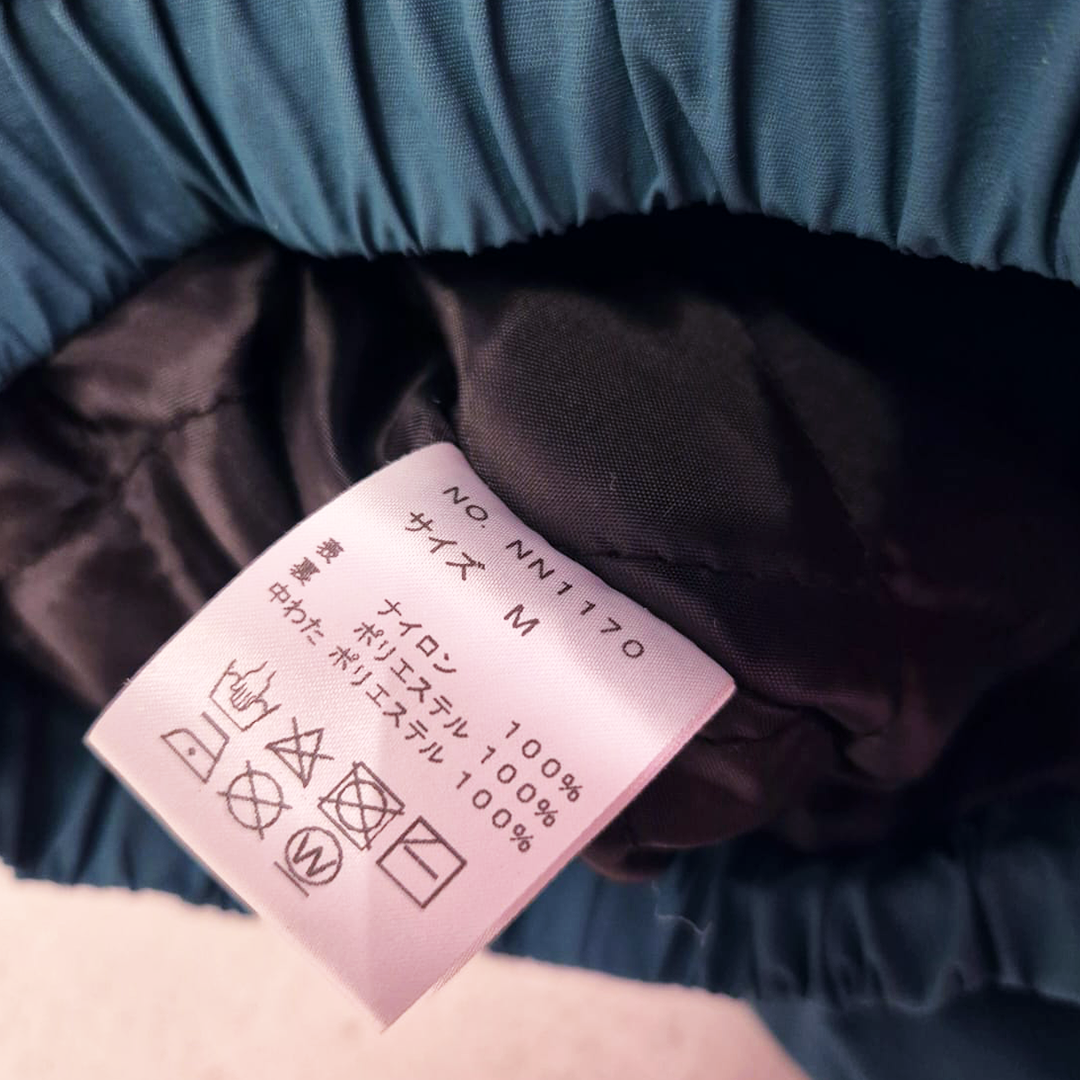 NO. NN1170
サイズ M
表 ナイロン 100%
裏 ポリエステル 100%
中わた ポリエステル 100%
W